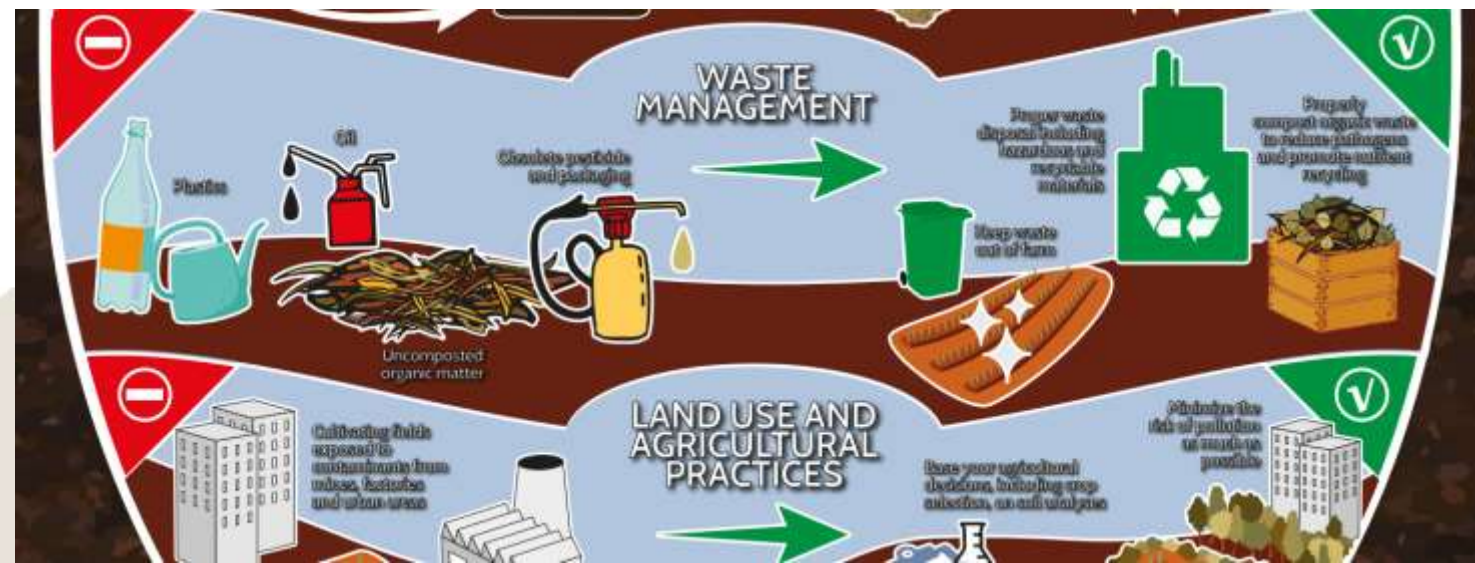 WASTE
MANAGEMENT
Plastics
Oil
Obsolete pesticide
and packaging
Uncomposted
organic matter
Proper waste
disposal including
hazardous and
recyclable
materials
Keep waste
out of farm
Properly
compost organic waste
to reduce pathogens
and promote nutrient
recycling
LAND USE AND
AGRICULTURAL
PRACTICES
Cultivating fields
exposed to
contaminants from
mines, factories
and urban areas
Base your agricultural
decisions, including crop
selection, on soil analyses
Minimize the
risk of pollution
as much as
possible